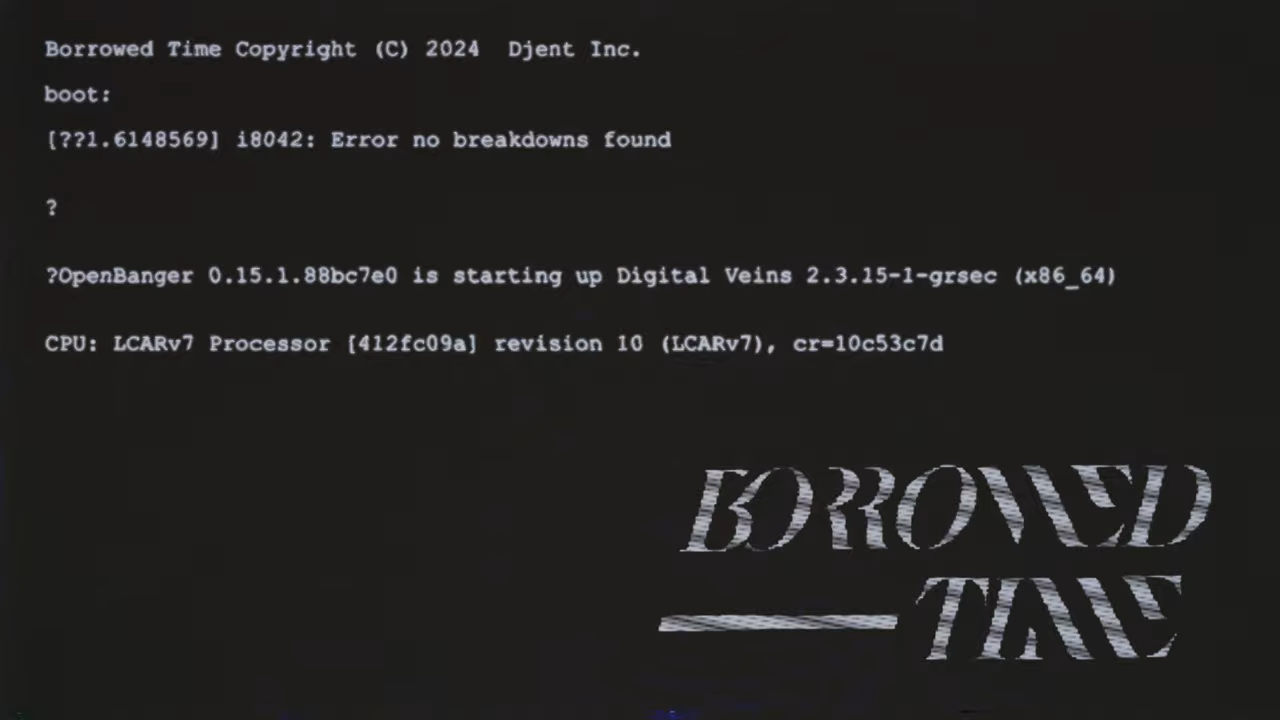 Borrowed Time Copyright (C) 2024 Djent Inc.
boot:
[??1.6148569] i8042: Error no breakdowns found
?
?OpenBanger 0.15.1.88bc7e0 is starting up Digital Veins 2.3.15-1-grsec (x86_64)
CPU: LCARv7 Processor [412fc09a] revision 10 (LCARv7), cr=10c53c7d
BORROWED
TIME